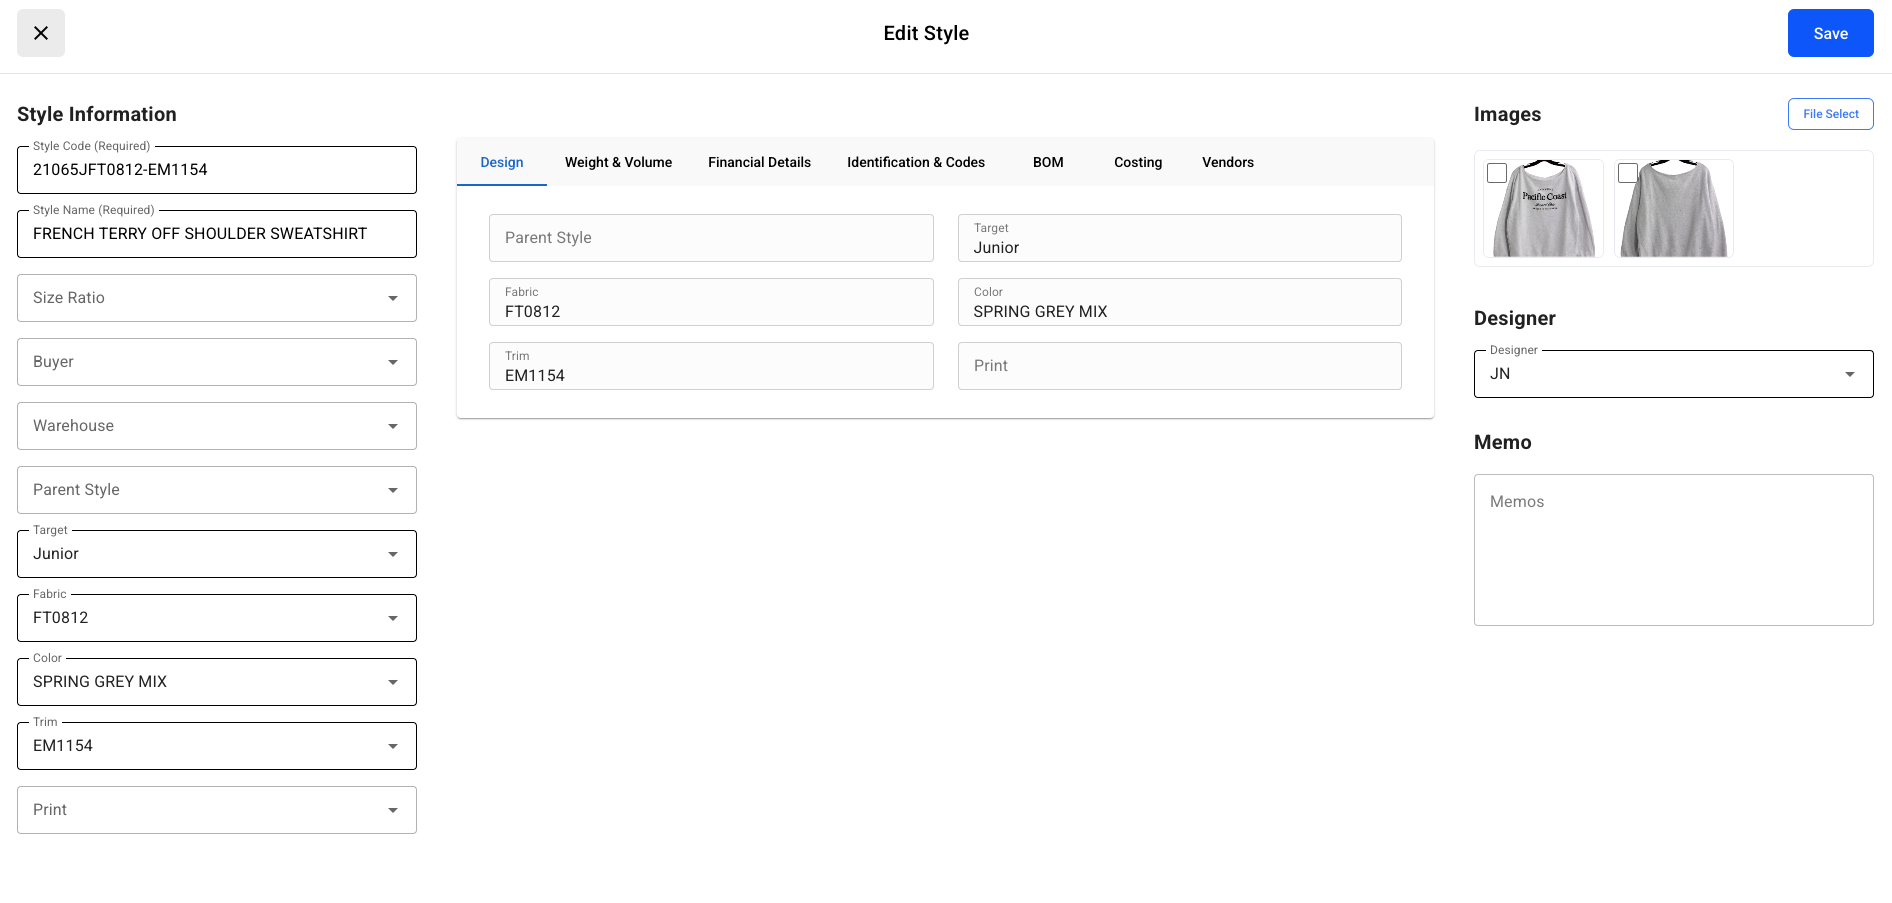 Edit Style
Save
Style Information
Style Code (Required)
21065JFT0812-EM1154
Style Name (Required)
FRENCH TERRY OFF SHOULDER SWEATSHIRT
Size Ratio
Buyer
Warehouse
Parent Style
Target
Junior
Fabric
FT0812
Color
SPRING GREY MIX
Trim
EM1154
Print
Design
Weight & Volume
Financial Details
Identification & Codes
BOM
Costing
Vendors
Parent Style
Target
Junior
Fabric
FT0812
Color
SPRING GREY MIX
Trim
EM1154
Print
Images
File Select
Pacific Coast
Designer
Designer
JN
Memo
Memos